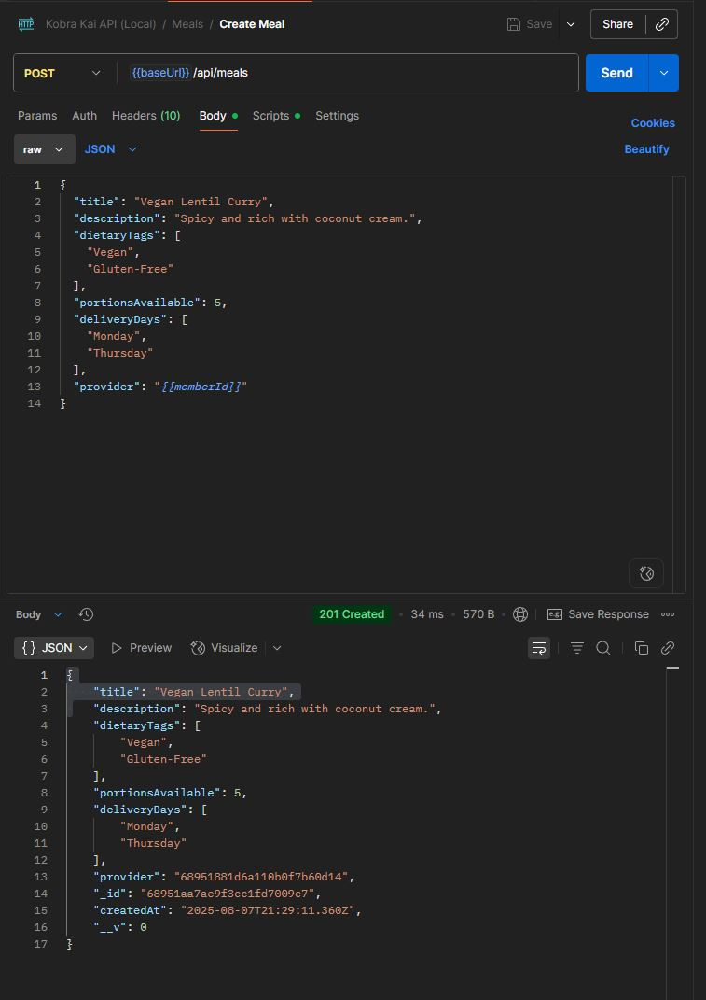 HTTP Kobra Kai API (Local) / Meals / Create Meal Save Share
POST {{baseUrl}} /api/meals Send
Params Auth Headers (10) Body Scripts Settings
Cookies
raw JSON Beautify
1 {
2 "title": "Vegan Lentil Curry",
3 "description": "Spicy and rich with coconut cream.",
4 "dietaryTags": [
5 "Vegan",
6 "Gluten-Free"
7 ],
8 "portionsAvailable": 5,
9 "deliveryDays": [
10 "Monday",
11 "Thursday"
12 ],
13 "provider": "{{memberId}}"
14 }
Body 201 Created • 34 ms • 570 B • e.g. Save Response
{} JSON Preview Visualize
1 {
2 "title": "Vegan Lentil Curry",
3 "description": "Spicy and rich with coconut cream.",
4 "dietaryTags": [
5 "Vegan",
6 "Gluten-Free"
7 ],
8 "portionsAvailable": 5,
9 "deliveryDays": [
10 "Monday",
11 "Thursday"
12 ],
13 "provider": "68951881d6a110b0f7b60d14",
14 "_id": "68951aa7ae9f3cc1fd7009e7",
15 "createdAt": "2025-08-07T21:29:11.360Z",
16 "__v": 0
17 }